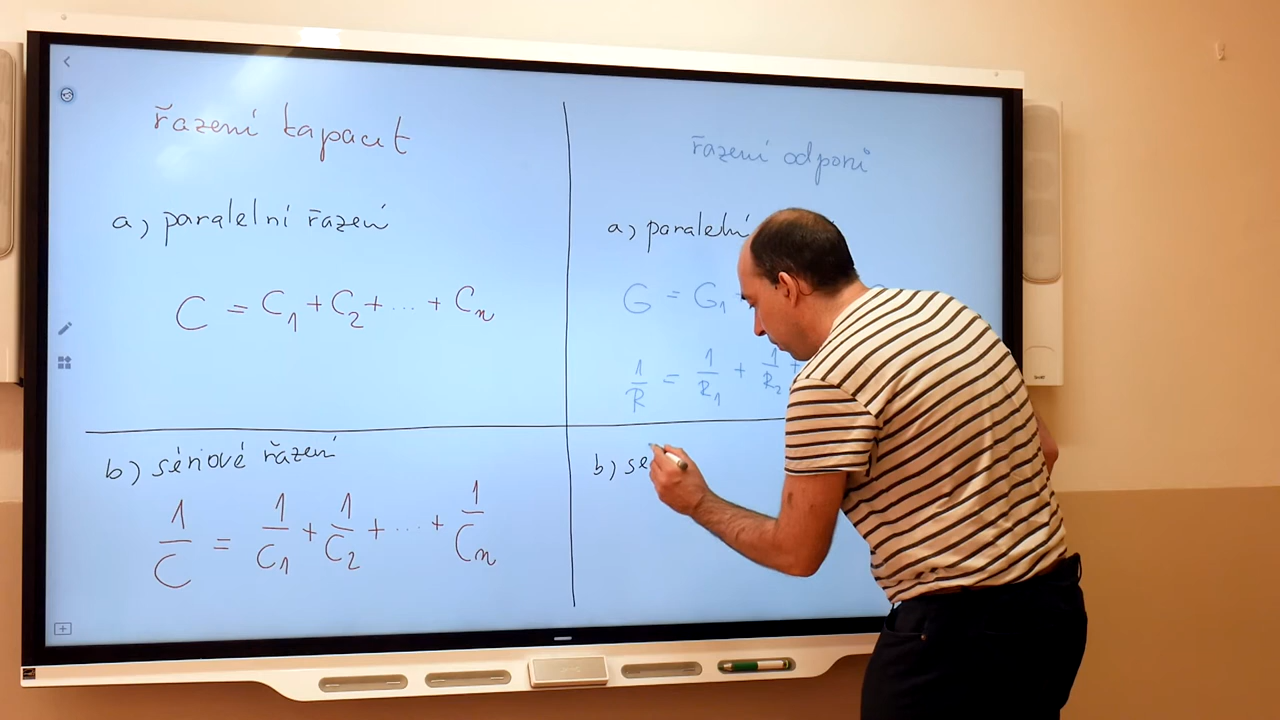 řazení kapacit
a, paralelní řazení
C = C₁ + C₂ + ... + Cₙ
b) sériové řazení
1/C = 1/C₁ + 1/C₂ + ... + 1/Cₙ
řazení odporů
a, paralelní
G = G₁
1/R = 1/R₁ + 1/R₂ +
b) sé